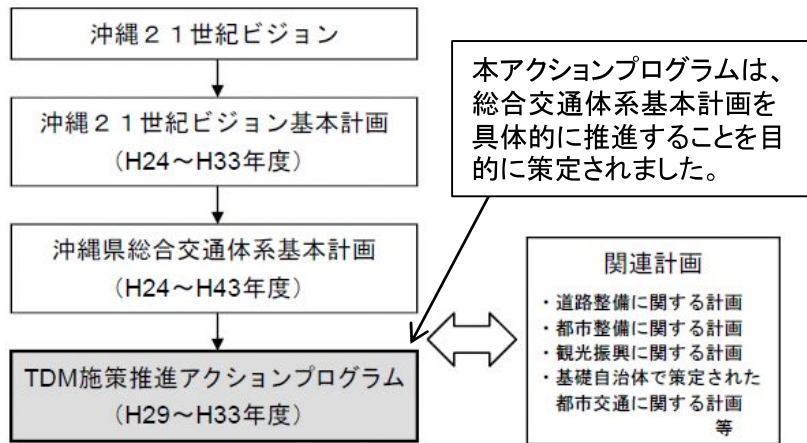 沖縄２１世紀ビジョン
沖縄２１世紀ビジョン基本計画
（H24～H33年度）
沖縄県総合交通体系基本計画
（H24～H43年度）
TDM施策推進アクションプログラム
（H29～H33年度）
本アクションプログラムは、
総合交通体系基本計画を
具体的に推進することを目
的に策定されました。
関連計画
・道路整備に関する計画
・都市整備に関する計画
・観光振興に関する計画
・基礎自治体で策定された
都市交通に関する計画
等